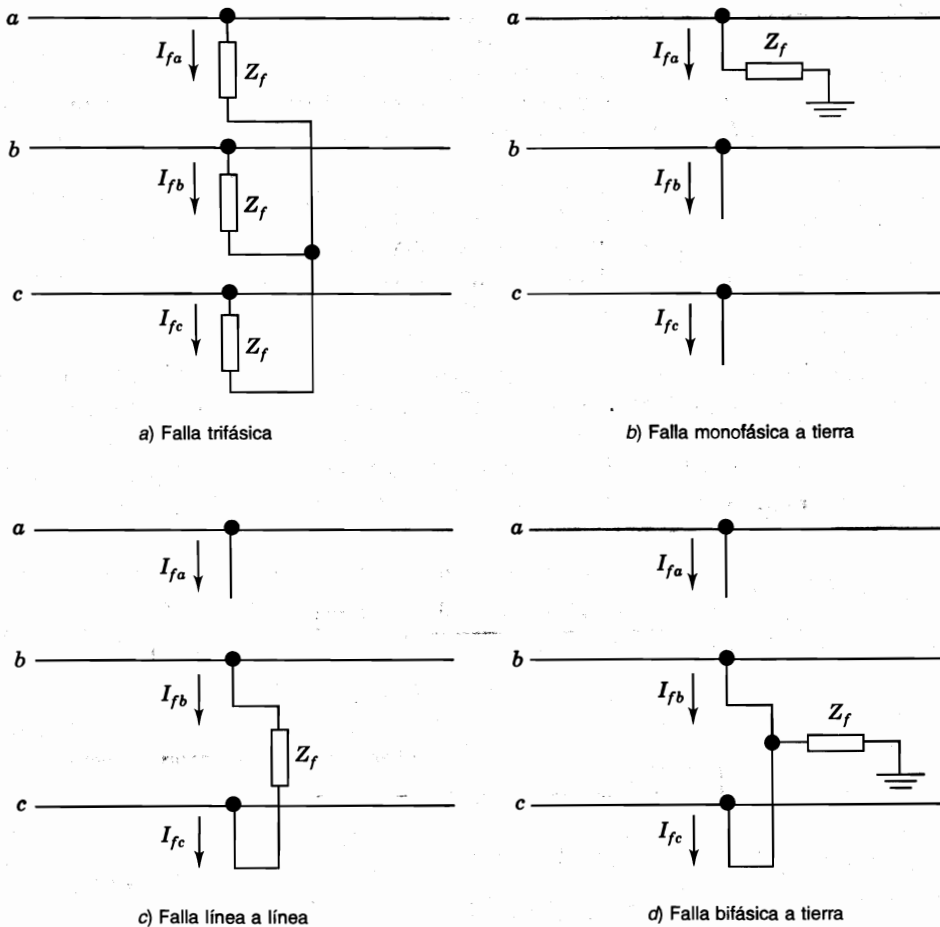 a
I_fa
Z_f
b
I_fb
Z_f
c
I_fc
Z_f
a) Falla trifásica
a
I_fa
Z_f
b
I_fb
c
I_fc
b) Falla monofásica a tierra
a
I_fa
b
I_fb
Z_f
c
I_fc
c) Falla línea a línea
a
I_fa
b
I_fb
Z_f
c
I_fc
d) Falla bifásica a tierra